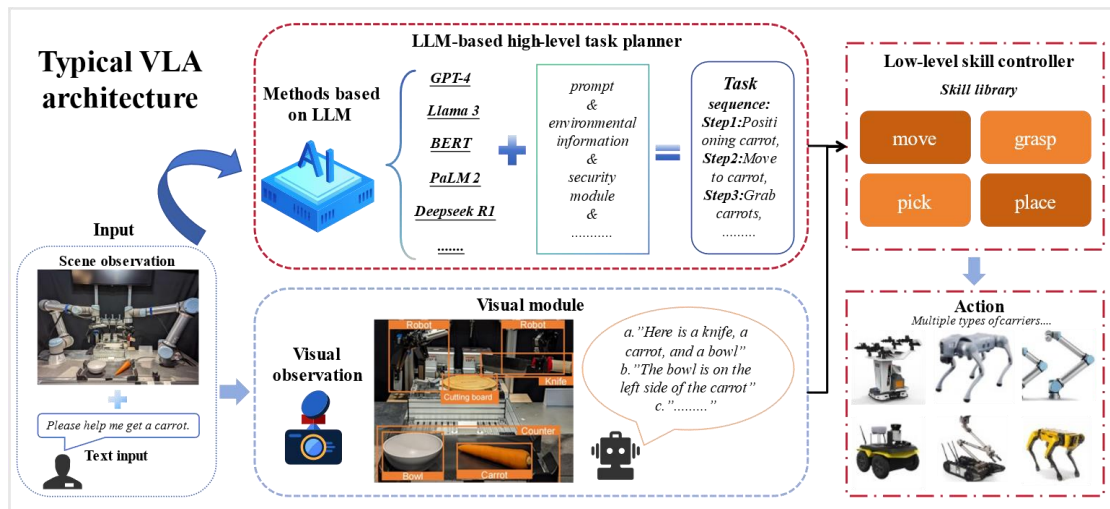 Typical VLA
architecture
Input
Scene observation
Please help me get a carrot.
Text input
LLM-based high-level task planner
Methods based
on LLM
AI
GPT-4
Llama 3
BERT
PaLM 2
Deepseek R1
.......
prompt
&
environmental
information
&
security
module
&
...........
Task
sequence:
Step1:Positi
oning carrot,
Step2:Move
to carrot,
Step3:Grab
carrots,
.........
Visual module
Visual
observation
Robot
Robot
Knife
Cutting board
Counter
Bowl
Carrot
a."Here is a knife, a
carrot, and a bowl"
b."The bowl is on the
left side of the carrot"
c."........."
Low-level skill controller
Skill library
move
grasp
pick
place
Action
Multiple types of carriers....